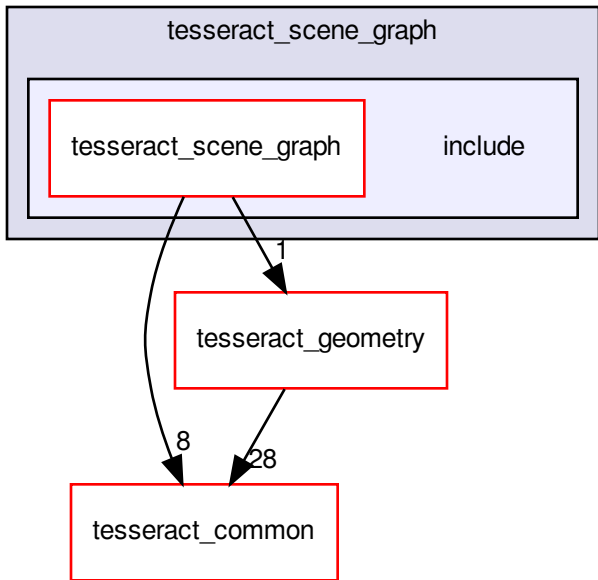 tesseract_scene_graph
tesseract_scene_graph include
1
tesseract_geometry
8
28
tesseract_common